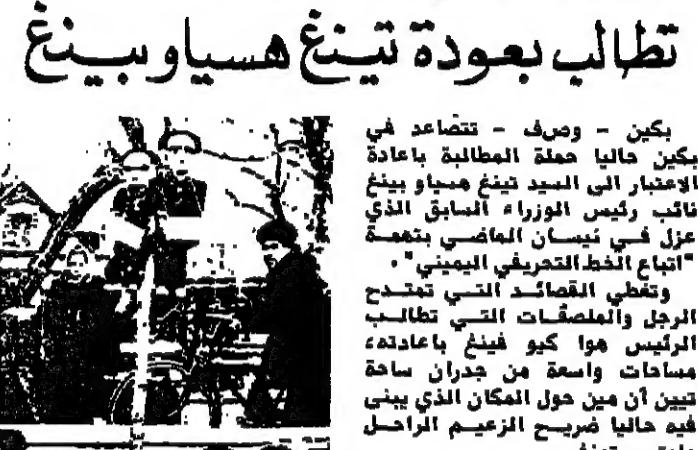 تطالب بعودة تينغ هسياو بينغ
بكين - وصف - تتصاعد في
بكين حاليا حملة المطالبة باعادة
الاعتبار الى السيد تينغ هسياو بينغ
نائب رئيس الوزراء السابق الذي
عزل في نيسان الماضي بتهمة
"اتباع الخط التحريفي اليميني" .
وتغطي القصائد التي تمتدح
الرجل والملصقات التي تطالب
الرئيس هوا كيو فينغ باعادته،
مساحات واسعة من جدران ساحة
تيين أن مين حول المكان الذي يبنى
فيه حاليا ضريح الزعيم الراحل